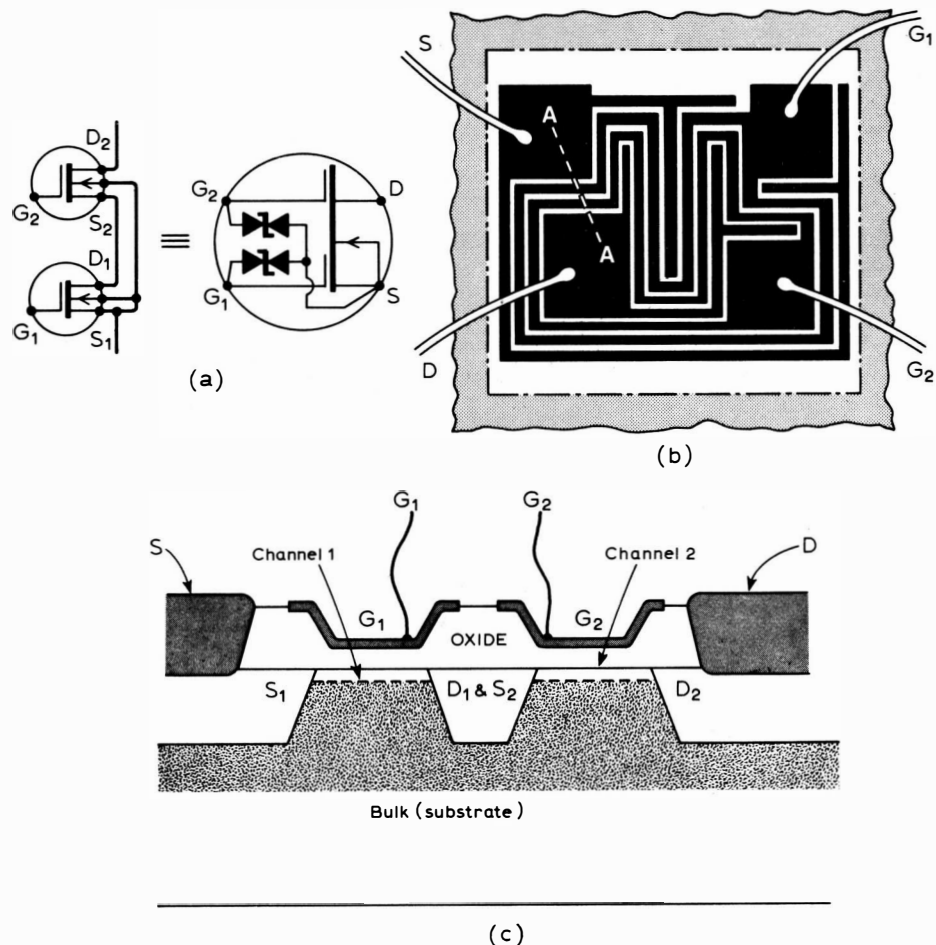 D2
G2
S2
D1
G1
S1
≡
G2
D
G1
S
(a)
S
G1
A
A
D
G2
(b)
G1
G2
S
Channel 1
Channel 2
D
G1
G2
OXIDE
S1
D1 & S2
D2
Bulk (substrate)
(c)